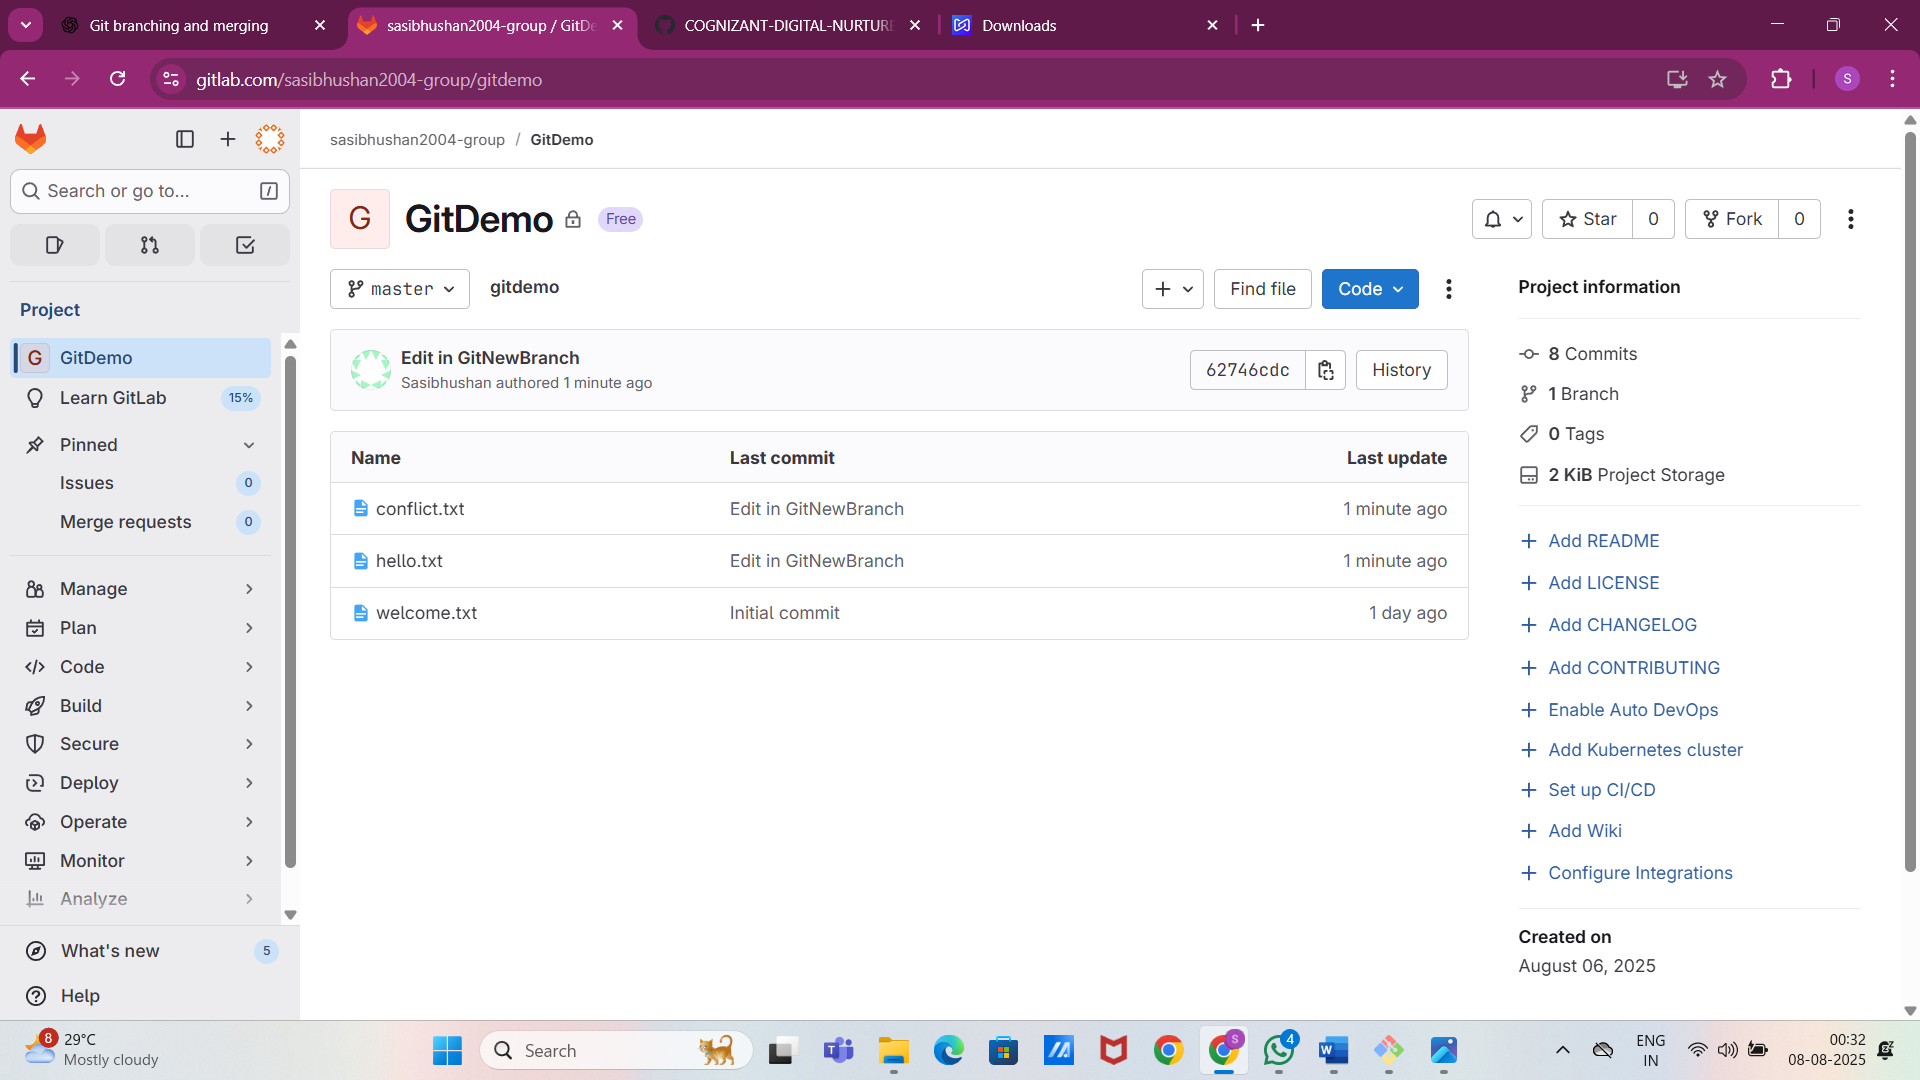 Git branching and merging
sasibhushan2004-group / GitDe
COGNIZANT-DIGITAL-NURTURE
Downloads
gitlab.com/sasibhushan2004-group/gitdemo
S
sasibhushan2004-group / GitDemo
Search or go to... /
G GitDemo Free
Star 0
Fork 0
Project
G GitDemo
Learn GitLab 15%
Pinned
Issues 0
Merge requests 0
Manage
Plan
Code
Build
Secure
Deploy
Operate
Monitor
Analyze
What's new 5
Help
master gitdemo
Find file
Code
Edit in GitNewBranch
Sasibhushan authored 1 minute ago
62746cdc
History
Name Last commit Last update
conflict.txt Edit in GitNewBranch 1 minute ago
hello.txt Edit in GitNewBranch 1 minute ago
welcome.txt Initial commit 1 day ago
Project information
8 Commits
1 Branch
0 Tags
2 KiB Project Storage
Add README
Add LICENSE
Add CHANGELOG
Add CONTRIBUTING
Enable Auto DevOps
Add Kubernetes cluster
Set up CI/CD
Add Wiki
Configure Integrations
Created on
August 06, 2025
8
29°C
Mostly cloudy
Search
S
4
ENG
IN
00:32
08-08-2025